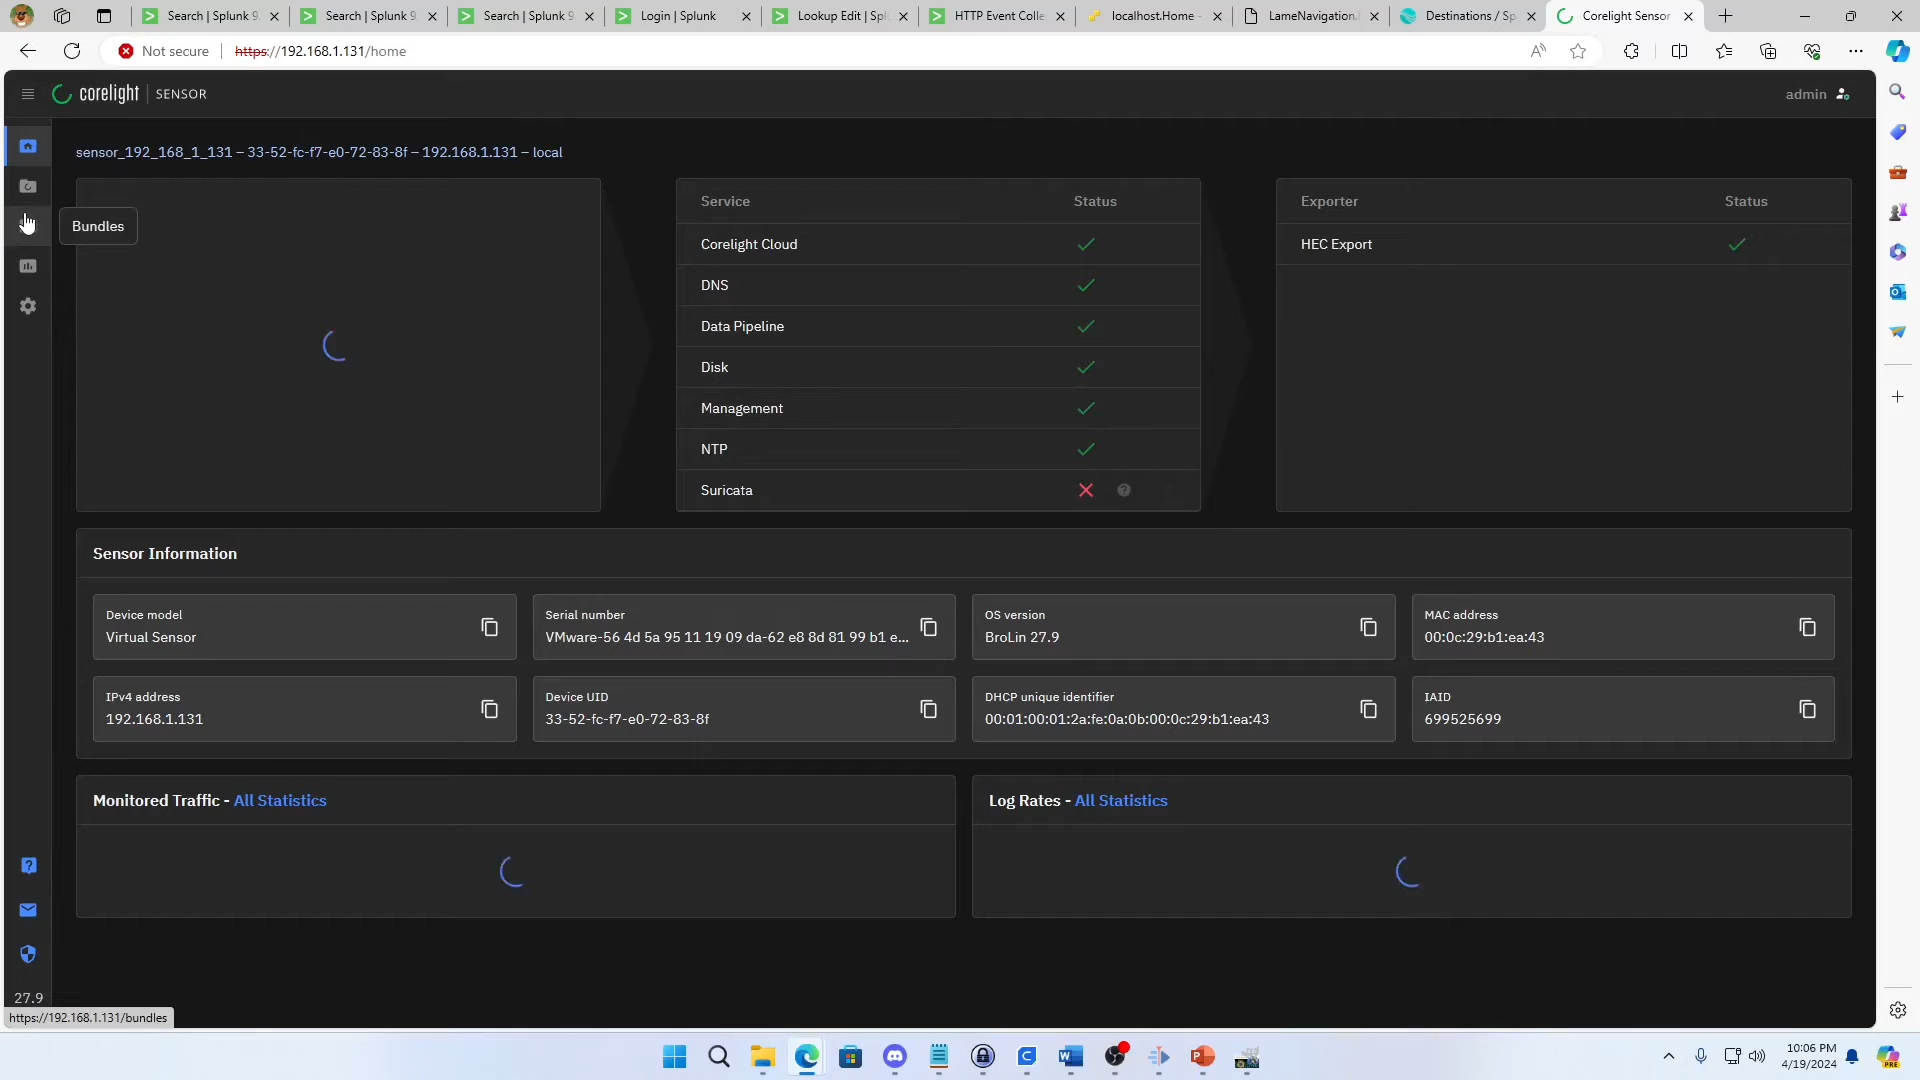 Search | Splunk 9.
Search | Splunk 9.
Search | Splunk 9
Login | Splunk
Lookup Edit | Spl
HTTP Event Colle
localhost.Home -
LameNavigation.
Destinations / Sp
Corelight Sensor
Not secure
https://192.168.1.131/home
corelight SENSOR
admin
sensor_192_168_1_131 – 33-52-fc-f7-e0-72-83-8f – 192.168.1.131 – local
Bundles
Service Status
Corelight Cloud
DNS
Data Pipeline
Disk
Management
NTP
Suricata
Exporter Status
HEC Export
Sensor Information
Device model
Virtual Sensor
Serial number
VMware-56 4d 5a 95 11 19 09 da-62 e8 8d 81 99 b1 e...
OS version
BroLin 27.9
MAC address
00:0c:29:b1:ea:43
IPv4 address
192.168.1.131
Device UID
33-52-fc-f7-e0-72-83-8f
DHCP unique identifier
00:01:00:01:2a:fe:0a:0b:00:0c:29:b1:ea:43
IAID
699525699
Monitored Traffic - All Statistics
Log Rates - All Statistics
27.9
https://192.168.1.131/bundles
10:06 PM
4/19/2024